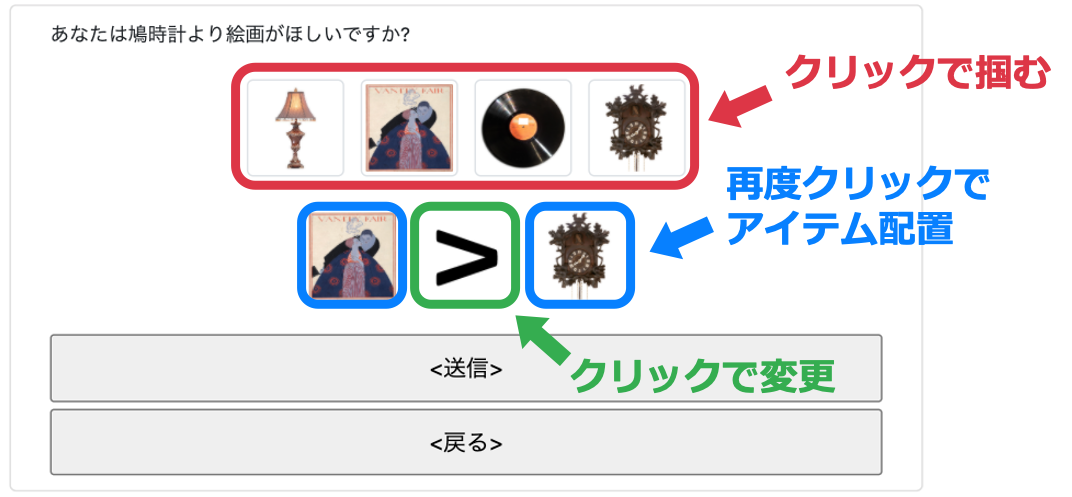 あなたは鳩時計より絵画がほしいですか?
クリックで掴む
VANITY FAIR
再度クリックで
アイテム配置
VANITY FAIR
>
<送信>
クリックで変更
<戻る>